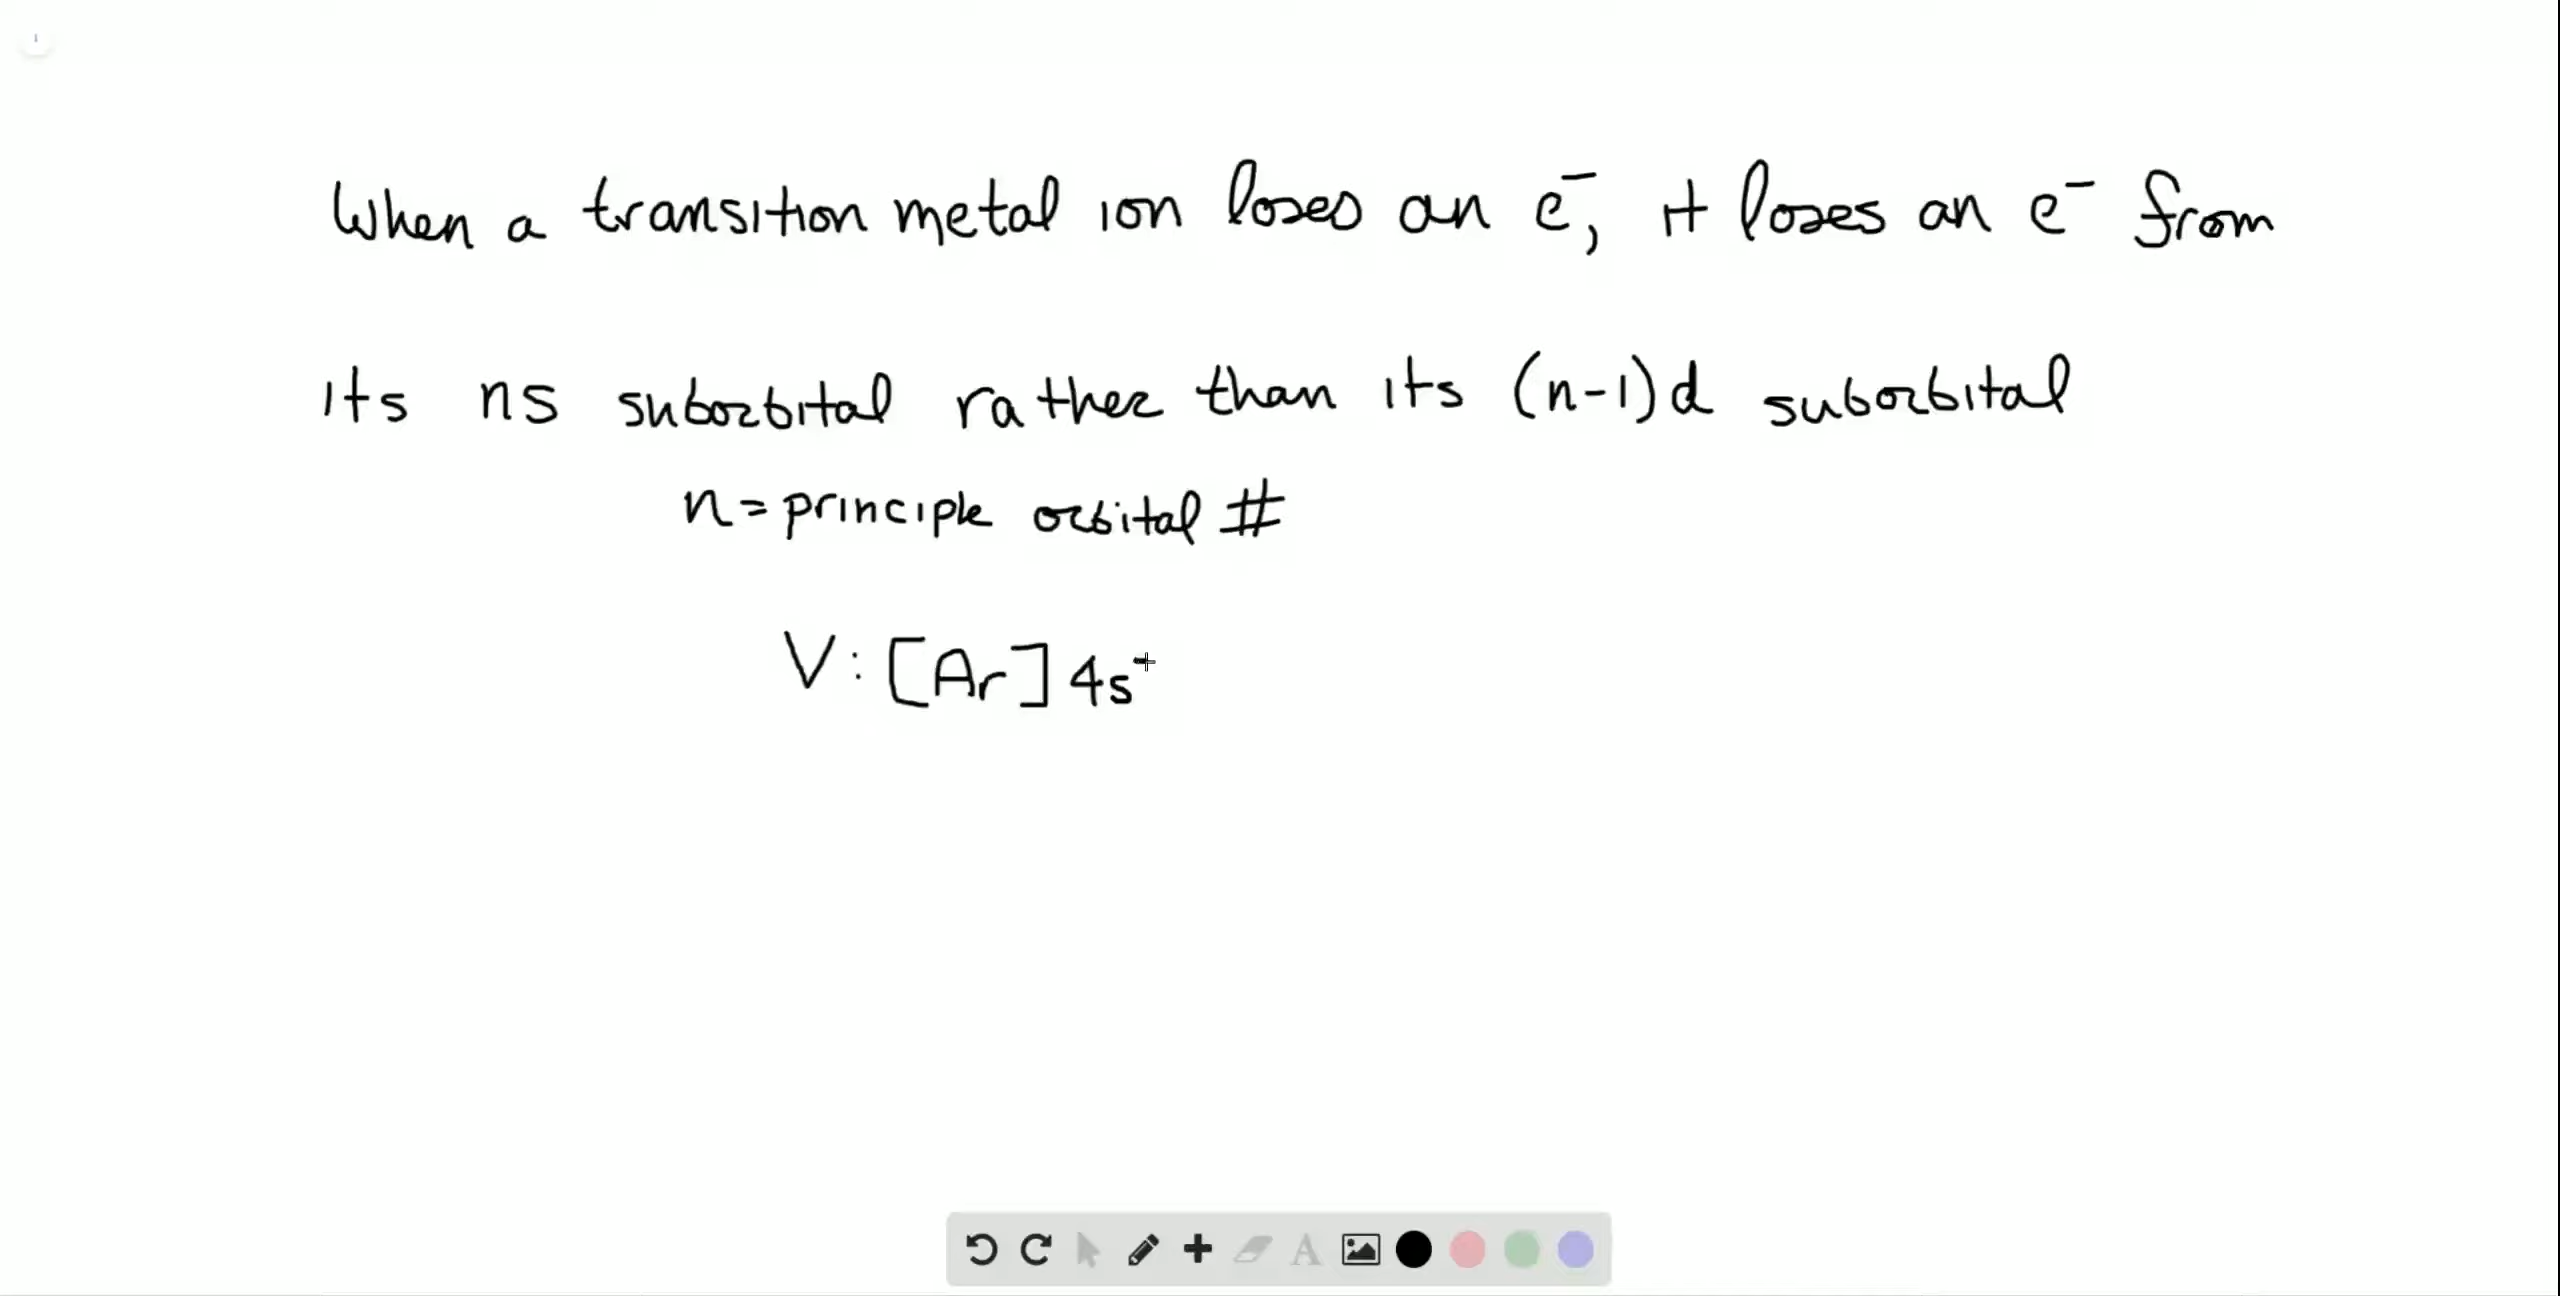 When a transition metal ion loses an e⁻, it loses an e⁻ from
its ns suborbital rather than its (n-1)d suborbital
n = principle orbital #
V: [Ar] 4s